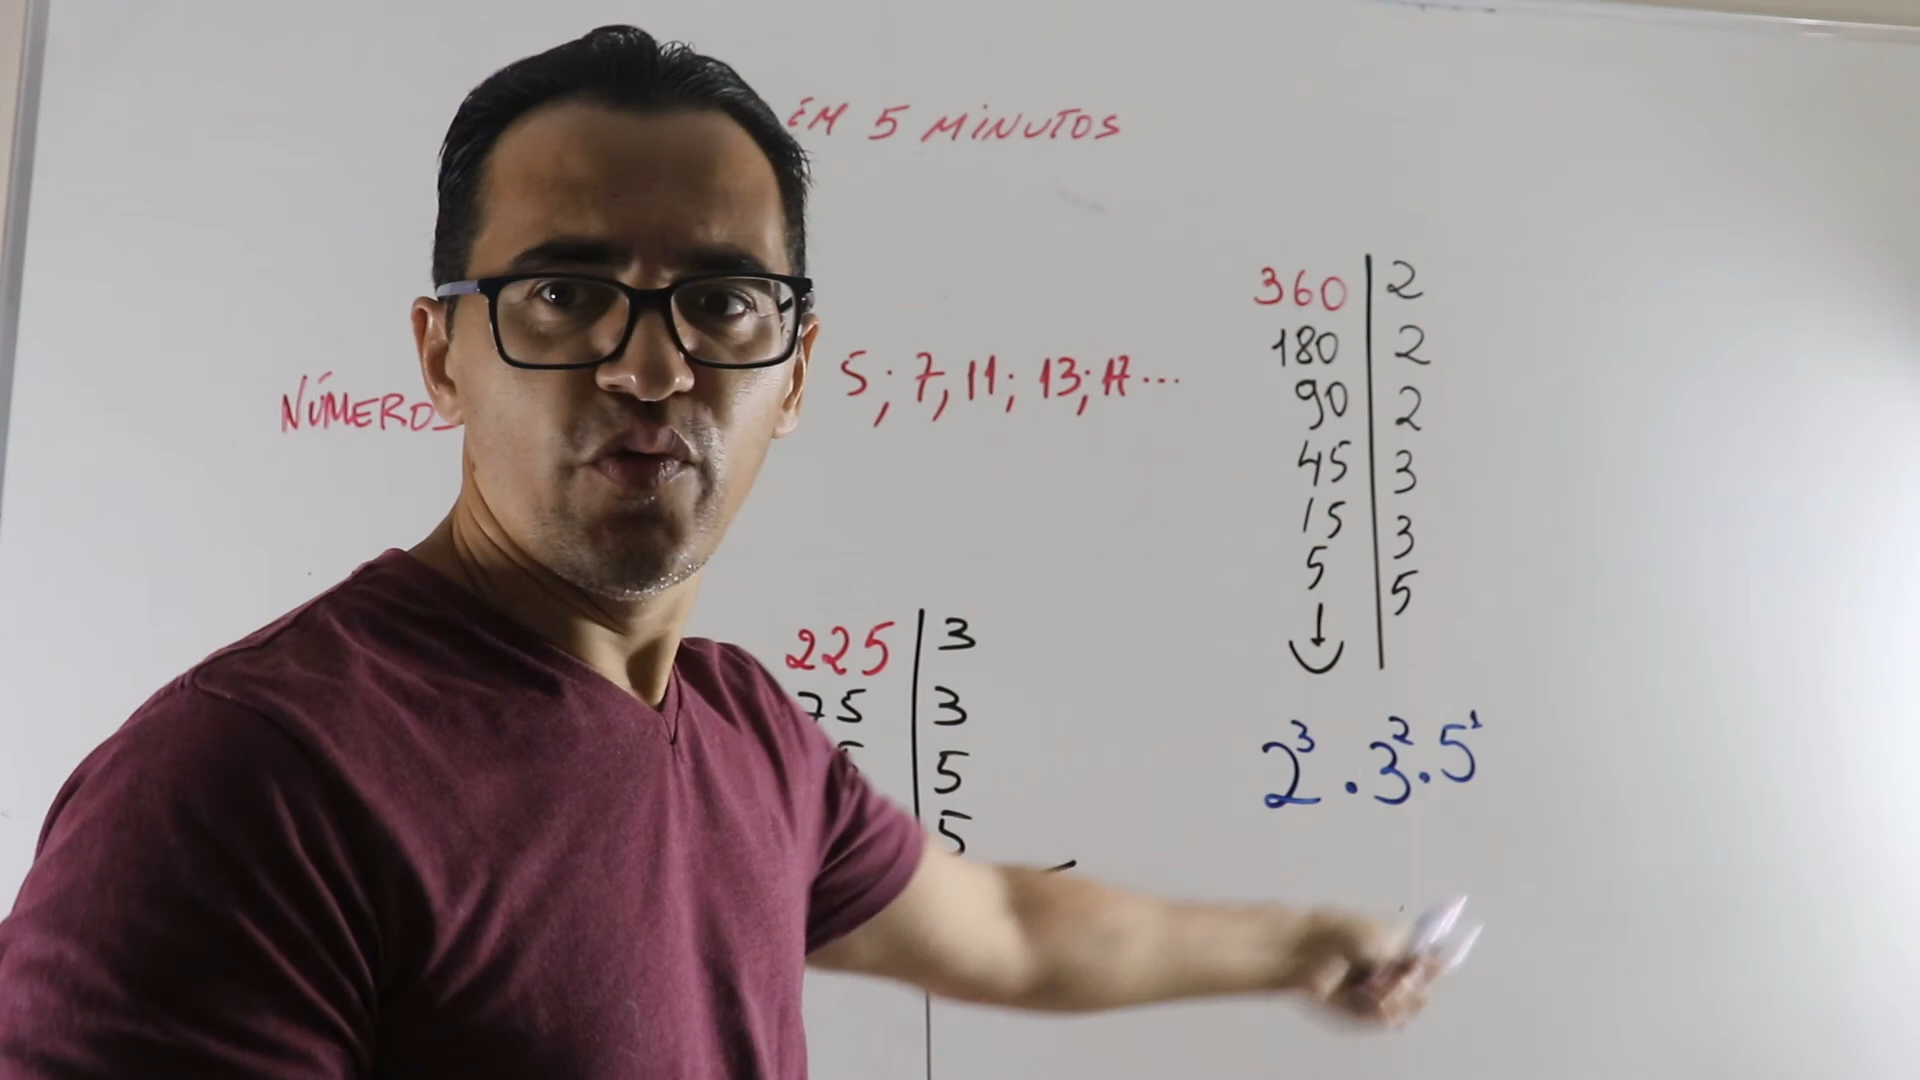 EM 5 MINUTOS
NÚMEROS 5; 7, 11; 13; 17...
360 | 2
180 | 2
90 | 2
45 | 3
15 | 3
5 | 5
225 | 3
75 | 3
5
5
2³ . 3² . 5¹